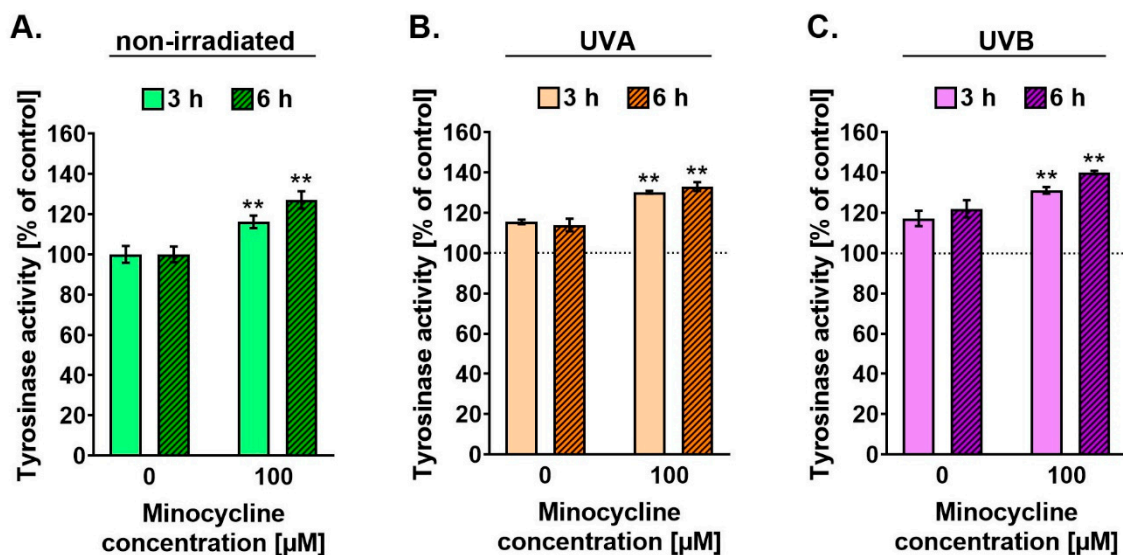 A.
non-irradiated
3 h 6 h
Tyrosinase activity [% of control]
160
140
120
100
80
60
40
20
0
**
**
0 100
Minocycline
concentration [µM]
B.
UVA
3 h 6 h
Tyrosinase activity [% of control]
160
140
120
100
80
60
40
20
0
**
**
0 100
Minocycline
concentration [µM]
C.
UVB
3 h 6 h
Tyrosinase activity [% of control]
160
140
120
100
80
60
40
20
0
**
**
0 100
Minocycline
concentration [µM]